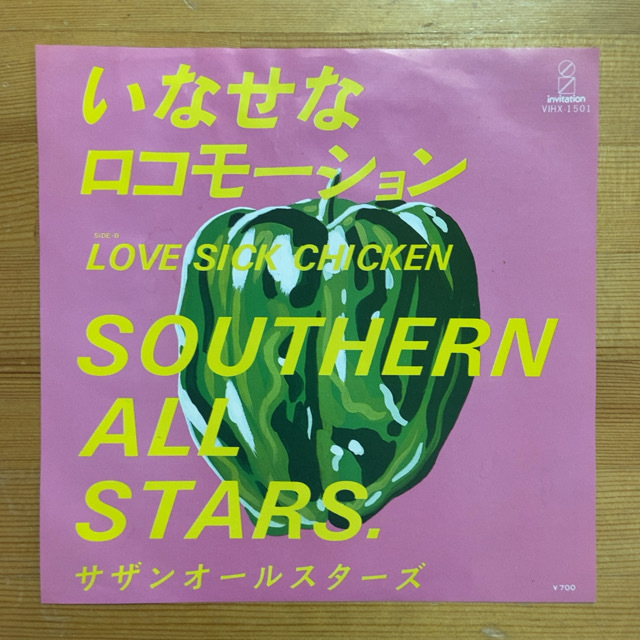 いなせな
ロコモーション
SIDE-B
LOVE SICK CHICKEN
SOUTHERN
ALL
STARS.
サザンオールスターズ
invitation
VIHX 1501
¥700